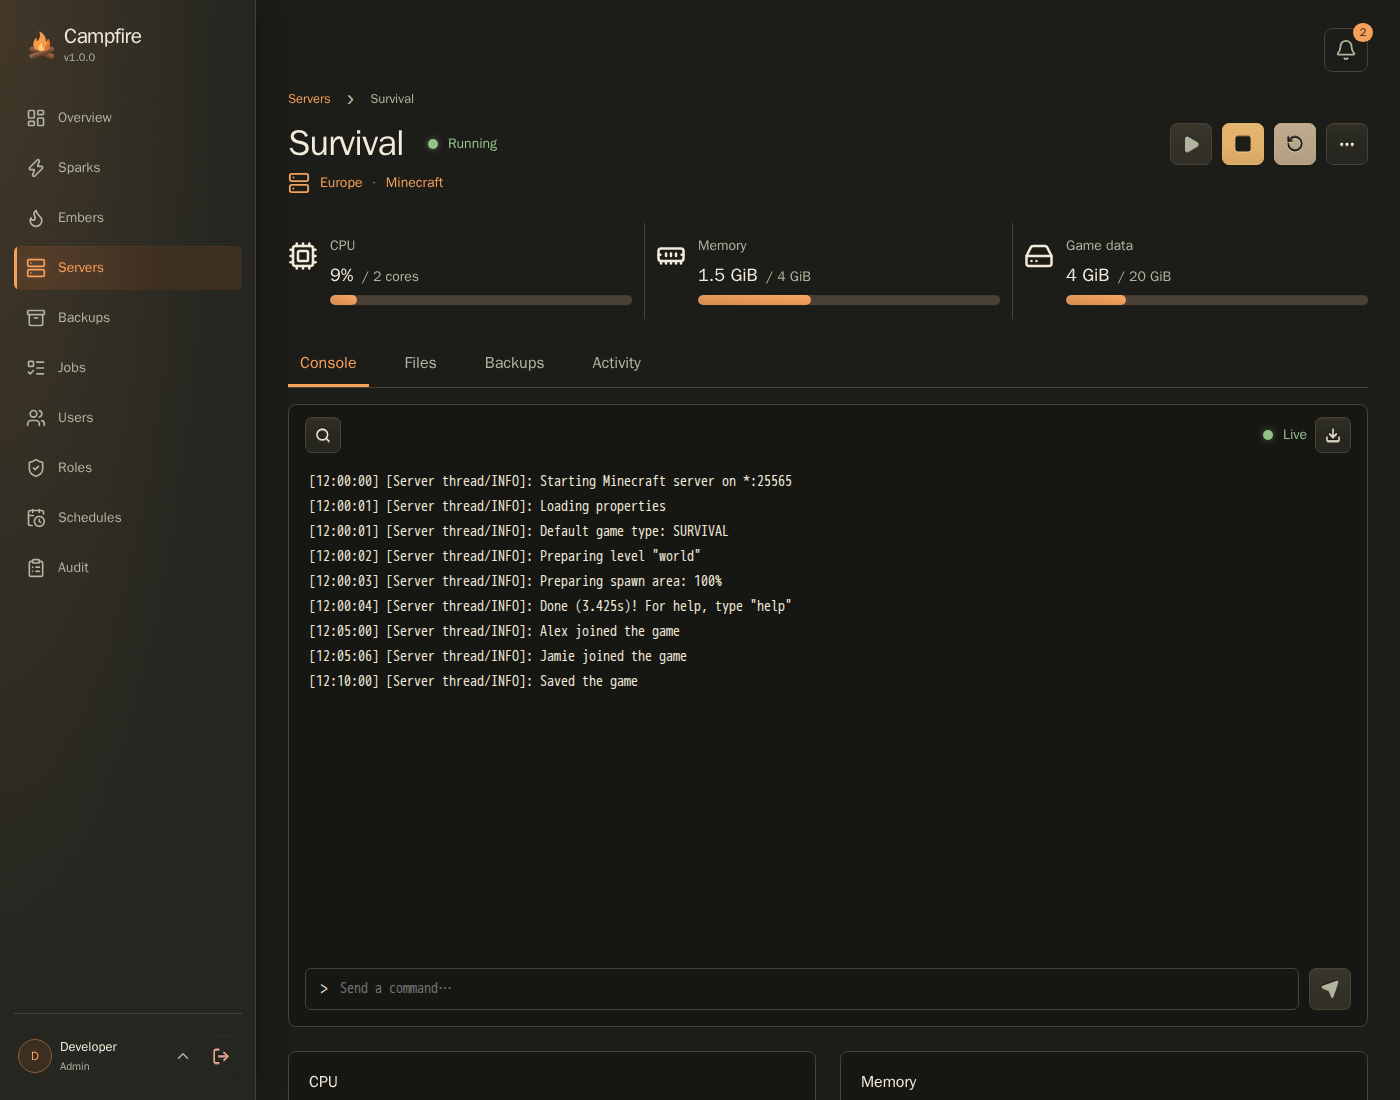 Campfire
v1.0.0
Overview
Sparks
Embers
Servers
Backups
Jobs
Users
Roles
Schedules
Audit
D
Developer
Admin
2
Servers > Survival
Survival
Running
Europe · Minecraft
CPU
9% / 2 cores
Memory
1.5 GiB / 4 GiB
Game data
4 GiB / 20 GiB
Console Files Backups Activity
Live
[12:00:00] [Server thread/INFO]: Starting Minecraft server on *:25565
[12:00:01] [Server thread/INFO]: Loading properties
[12:00:01] [Server thread/INFO]: Default game type: SURVIVAL
[12:00:02] [Server thread/INFO]: Preparing level "world"
[12:00:03] [Server thread/INFO]: Preparing spawn area: 100%
[12:00:04] [Server thread/INFO]: Done (3.425s)! For help, type "help"
[12:05:00] [Server thread/INFO]: Alex joined the game
[12:05:06] [Server thread/INFO]: Jamie joined the game
[12:10:00] [Server thread/INFO]: Saved the game
> Send a command…
CPU
Memory